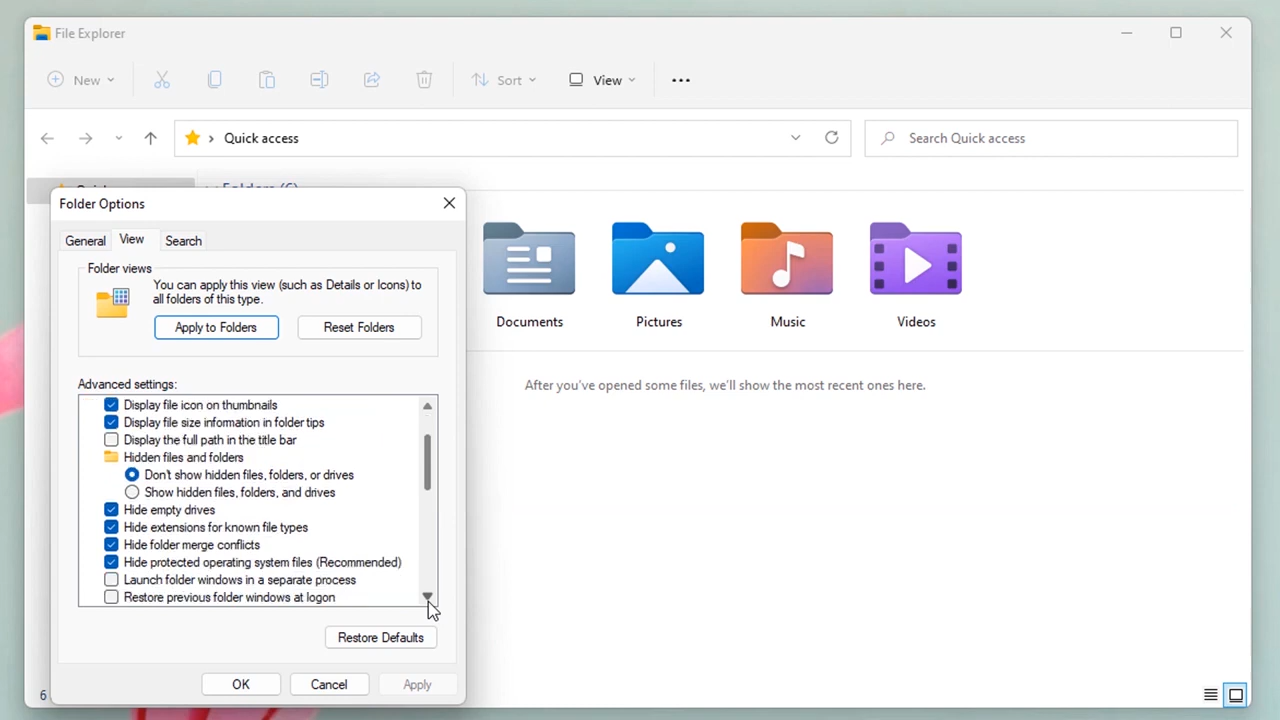 File Explorer
New
Sort
View
Quick access
Search Quick access
Folder Options
General
View
Search
Folder views
You can apply this view (such as Details or Icons) to
all folders of this type.
Apply to Folders
Reset Folders
Advanced settings:
Display file icon on thumbnails
Display file size information in folder tips
Display the full path in the title bar
Hidden files and folders
Don't show hidden files, folders, or drives
Show hidden files, folders, and drives
Hide empty drives
Hide extensions for known file types
Hide folder merge conflicts
Hide protected operating system files (Recommended)
Launch folder windows in a separate process
Restore previous folder windows at logon
Restore Defaults
OK
Cancel
Apply
Folders (6)
Documents
Pictures
Music
Videos
After you've opened some files, we'll show the most recent ones here.
6